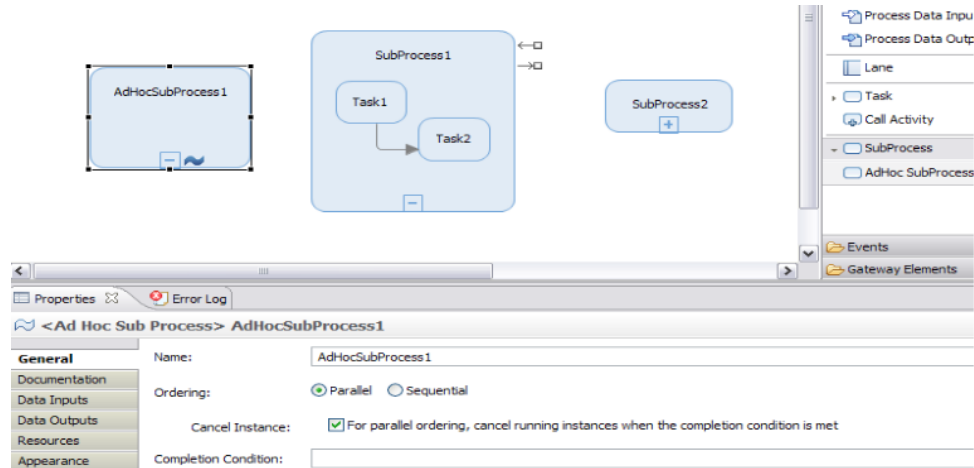 AdHocSubProcess1
SubProcess1
Task1
Task2
SubProcess2
Process Data Inpu
Process Data Outp
Lane
Task
Call Activity
SubProcess
AdHoc SubProcess
Events
Gateway Elements
Properties
Error Log
<Ad Hoc Sub Process> AdHocSubProcess1
General
Documentation
Data Inputs
Data Outputs
Resources
Appearance
Name: AdHocSubProcess1
Ordering: Parallel Sequential
Cancel Instance: For parallel ordering, cancel running instances when the completion condition is met
Completion Condition: